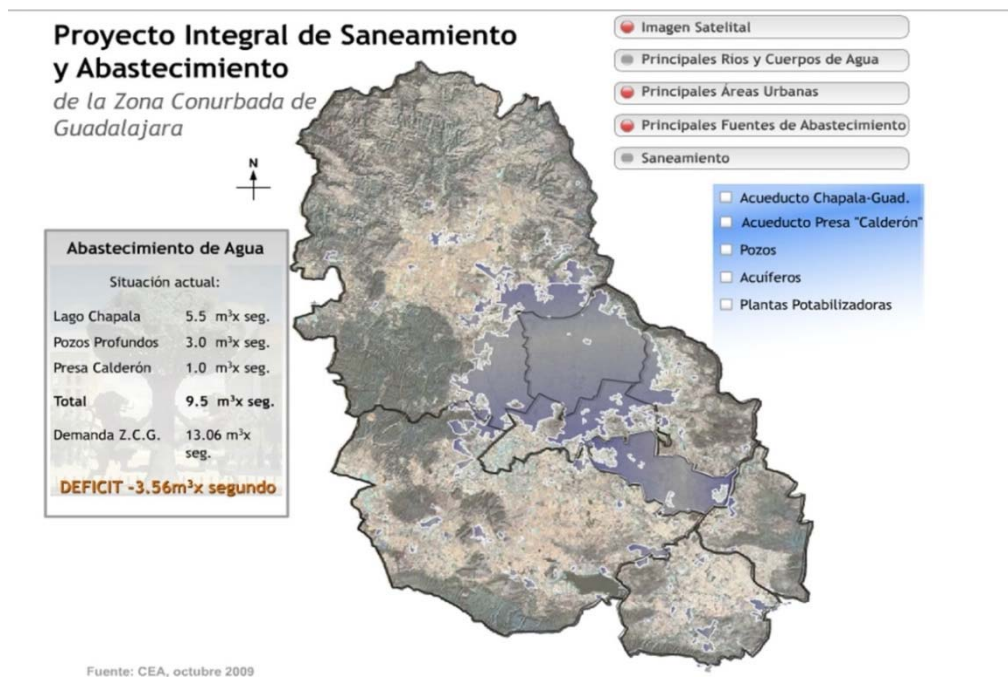 Proyecto Integral de Saneamiento
y Abastecimiento
de la Zona Conurbada de
Guadalajara
N
Imagen Satelital
Principales Rios y Cuerpos de Agua
Principales Áreas Urbanas
Principales Fuentes de Abastecimiento
Saneamiento
Acueducto Chapala-Guad.
Acueducto Presa "Calderón"
Pozos
Acuíferos
Plantas Potabilizadoras
Abastecimiento de Agua
Situación actual:
Lago Chapala 5.5 m³x seg.
Pozos Profundos 3.0 m³x seg.
Presa Calderón 1.0 m³x seg.
Total 9.5 m³x seg.
Demanda Z.C.G. 13.06 m³x
seg.
DEFICIT -3.56m³x segundo
Fuente: CEA, octubre 2009